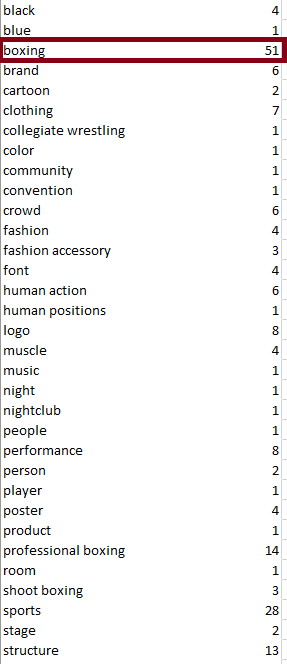 black 4
blue 1
boxing 51
brand 6
cartoon 2
clothing 7
collegiate wrestling 1
color 1
community 1
convention 1
crowd 6
fashion 4
fashion accessory 3
font 4
human action 6
human positions 1
logo 8
muscle 4
music 1
night 1
nightclub 1
people 1
performance 8
person 2
player 1
poster 4
product 1
professional boxing 14
room 1
shoot boxing 3
sports 28
stage 2
structure 13